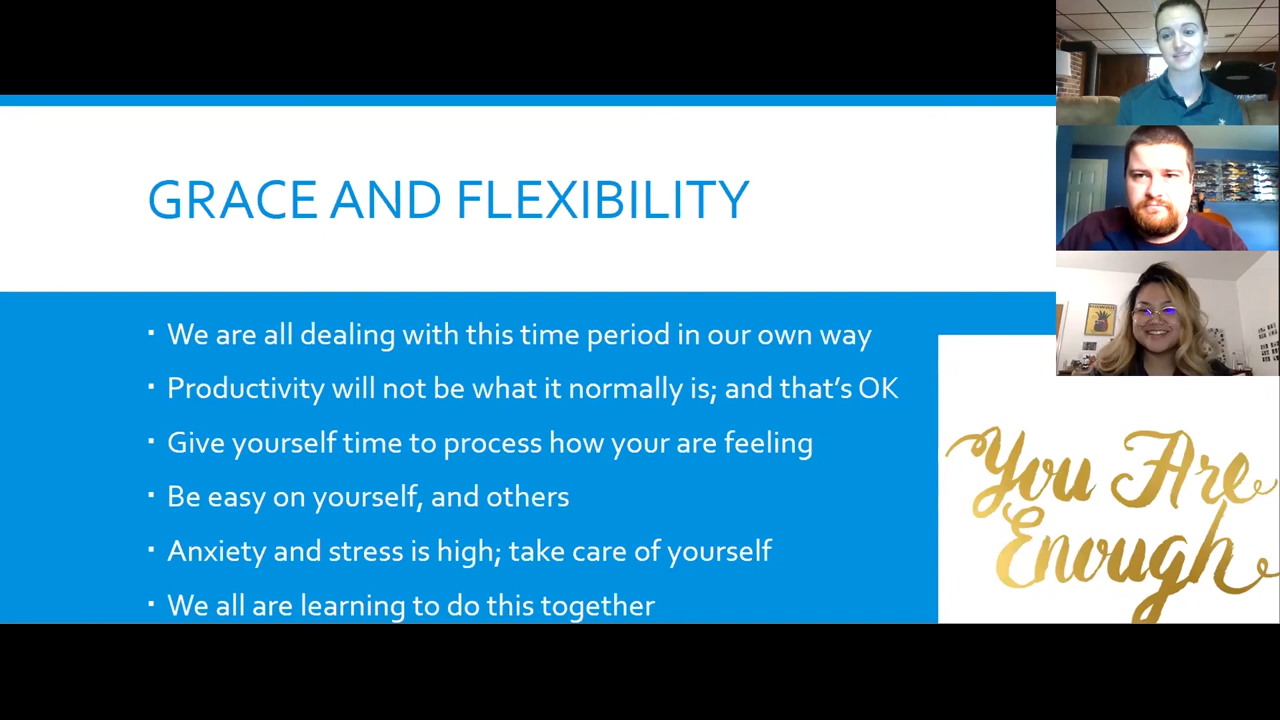 GRACE AND FLEXIBILITY
▪ We are all dealing with this time period in our own way
▪ Productivity will not be what it normally is; and that's OK
▪ Give yourself time to process how your are feeling
▪ Be easy on yourself, and others
▪ Anxiety and stress is high; take care of yourself
▪ We all are learning to do this together
You Are
Enough